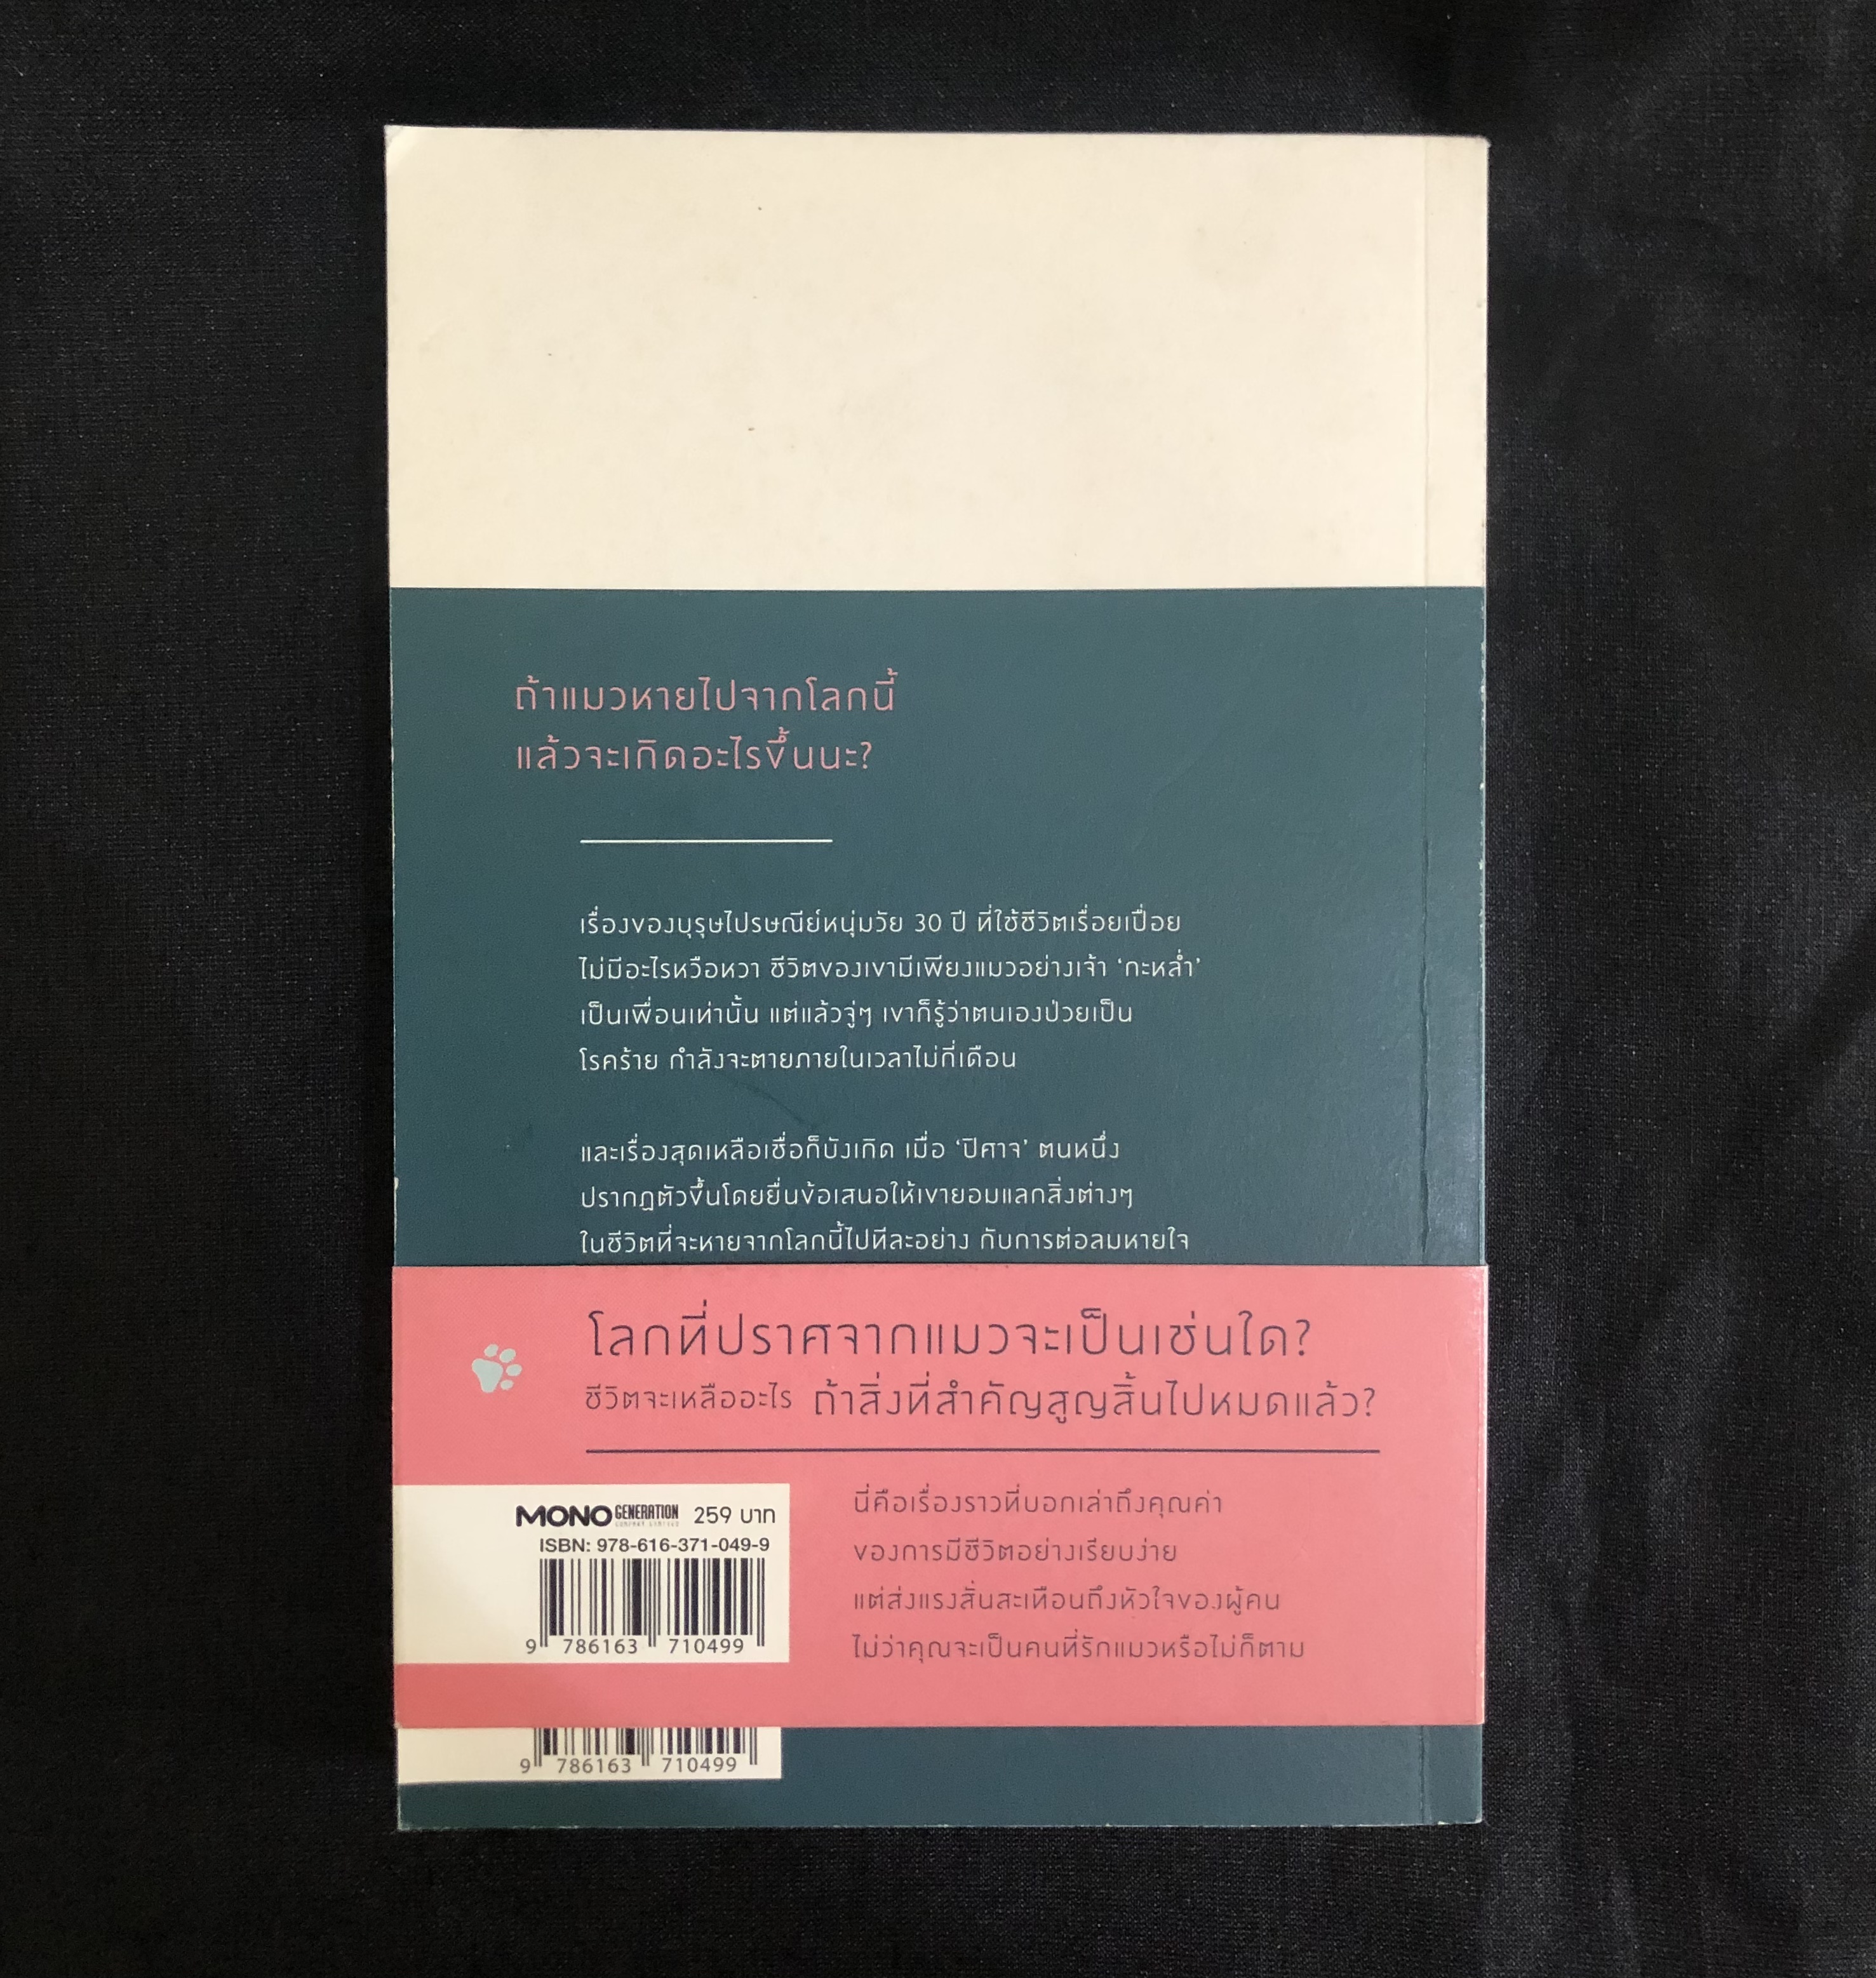 ถ้าแมวหายไปจากโลกนี้
แล้วจะเกิดอะไรขึ้นนะ?
เรื่องของบุรุษไปรษณีย์หนุ่มวัย 30 ปี ที่ใช้ชีวิตเรื่อยเปื่อย
ไม่มีอะไรหวือหวา ชีวิตของเขามีเพียงแมวอย่างเจ้า ‘กะหล่ำ’
เป็นเพื่อนเท่านั้น แต่แล้วจู่ๆ เขาก็รู้ว่าตนเองป่วยเป็น
โรคร้าย กำลังจะตายภายในเวลาไม่กี่เดือน
และเรื่องสุดเหลือเชื่อก็บังเกิด เมื่อ ‘ปิศาจ’ ตนหนึ่ง
ปรากฏตัวขึ้นโดยยื่นข้อเสนอให้เขายอมแลกสิ่งต่างๆ
ในชีวิตที่จะหายจากโลกนี้ไปทีละอย่าง กับการต่อลมหายใจ
โลกที่ปราศจากแมวจะเป็นเช่นใด?
ชีวิตจะเหลืออะไร ถ้าสิ่งที่สำคัญสูญสิ้นไปหมดแล้ว?
นี่คือเรื่องราวที่บอกเล่าถึงคุณค่า
ของการมีชีวิตอย่างเรียบง่าย
แต่ส่งแรงสั่นสะเทือนถึงหัวใจของผู้คน
ไม่ว่าคุณจะเป็นคนที่รักแมวหรือไม่ก็ตาม
MONO GENERATION 259 บาท
COMPANY LIMITED
ISBN: 978-616-371-049-9
9 786163 710499
9 786163 710499